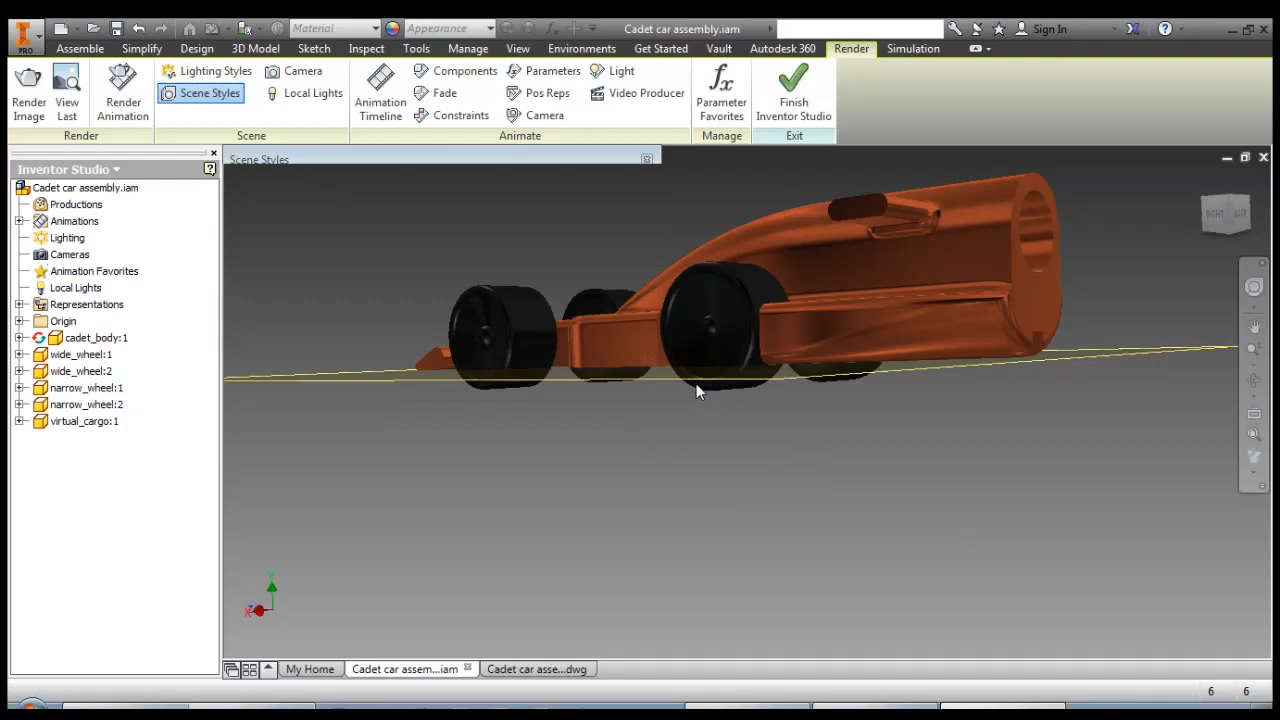 Material
Appearance
Cadet car assembly.iam
Sign In
PRO
Assemble Simplify Design 3D Model Sketch Inspect Tools Manage View Environments Get Started Vault Autodesk 360 Render Simulation
Render Image
View Last
Render Animation
Lighting Styles
Camera
Scene Styles
Local Lights
Animation Timeline
Components
Fade
Constraints
Parameters
Pos Reps
Camera
Light
Video Producer
Parameter Favorites
Finish Inventor Studio
Render Scene Animate Manage Exit
Inventor Studio
Scene Styles
Cadet car assembly.iam
Productions
Animations
Lighting
Cameras
Animation Favorites
Local Lights
Representations
Origin
cadet_body:1
wide_wheel:1
wide_wheel:2
narrow_wheel:1
narrow_wheel:2
virtual_cargo:1
RIGHT
Y
X
My Home
Cadet car assem...iam
Cadet car asse...dwg
6 6